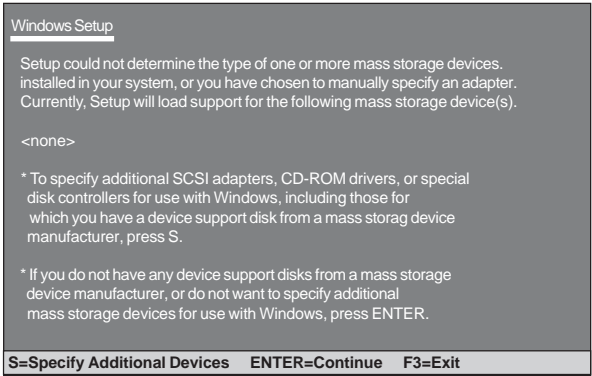 Windows Setup
Setup could not determine the type of one or more mass storage devices.
installed in your system, or you have chosen to manually specify an adapter.
Currently, Setup will load support for the following mass storage device(s).
<none>
* To specify additional SCSI adapters, CD-ROM drivers, or special
disk controllers for use with Windows, including those for
which you have a device support disk from a mass storag device
manufacturer, press S.
* If you do not have any device support disks from a mass storage
device manufacturer, or do not want to specify additional
mass storage devices for use with Windows, press ENTER.
S=Specify Additional Devices ENTER=Continue F3=Exit